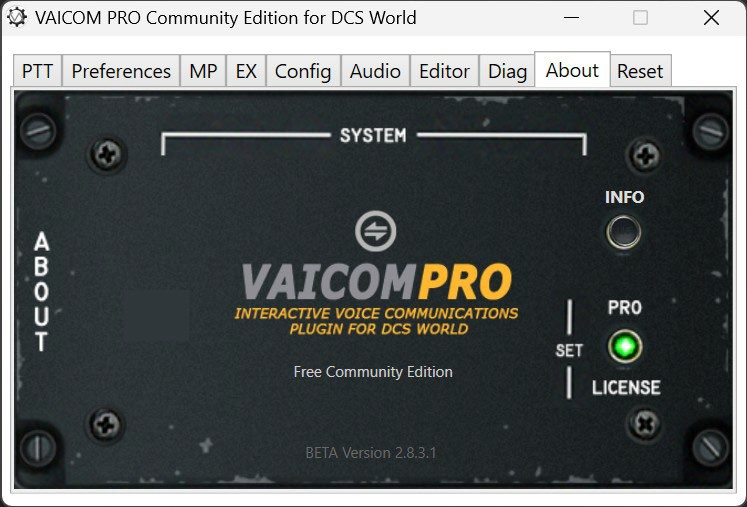 VAICOM PRO Community Edition for DCS World
PTT Preferences MP EX Config Audio Editor Diag About Reset
SYSTEM
INFO
ABOUT
VAICOMPRO
INTERACTIVE VOICE COMMUNICATIONS
PLUGIN FOR DCS WORLD
PRO
SET
LICENSE
Free Community Edition
BETA Version 2.8.3.1